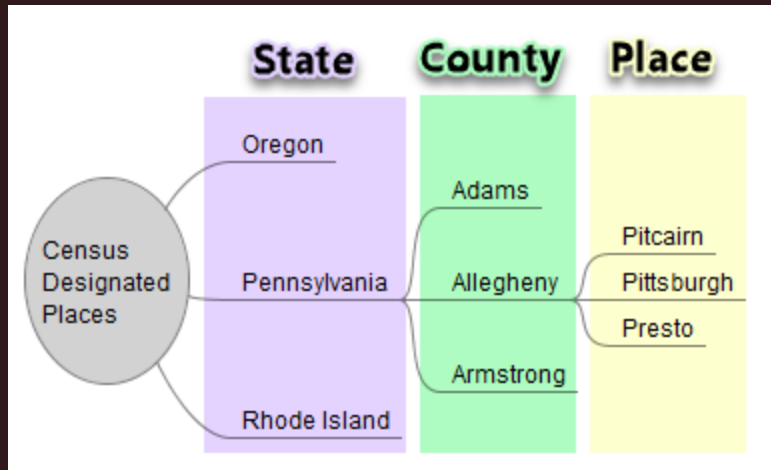 State
County
Place
Oregon
Adams
Pitcairn
Census
Designated
Places
Pennsylvania
Allegheny
Pittsburgh
Presto
Armstrong
Rhode Island